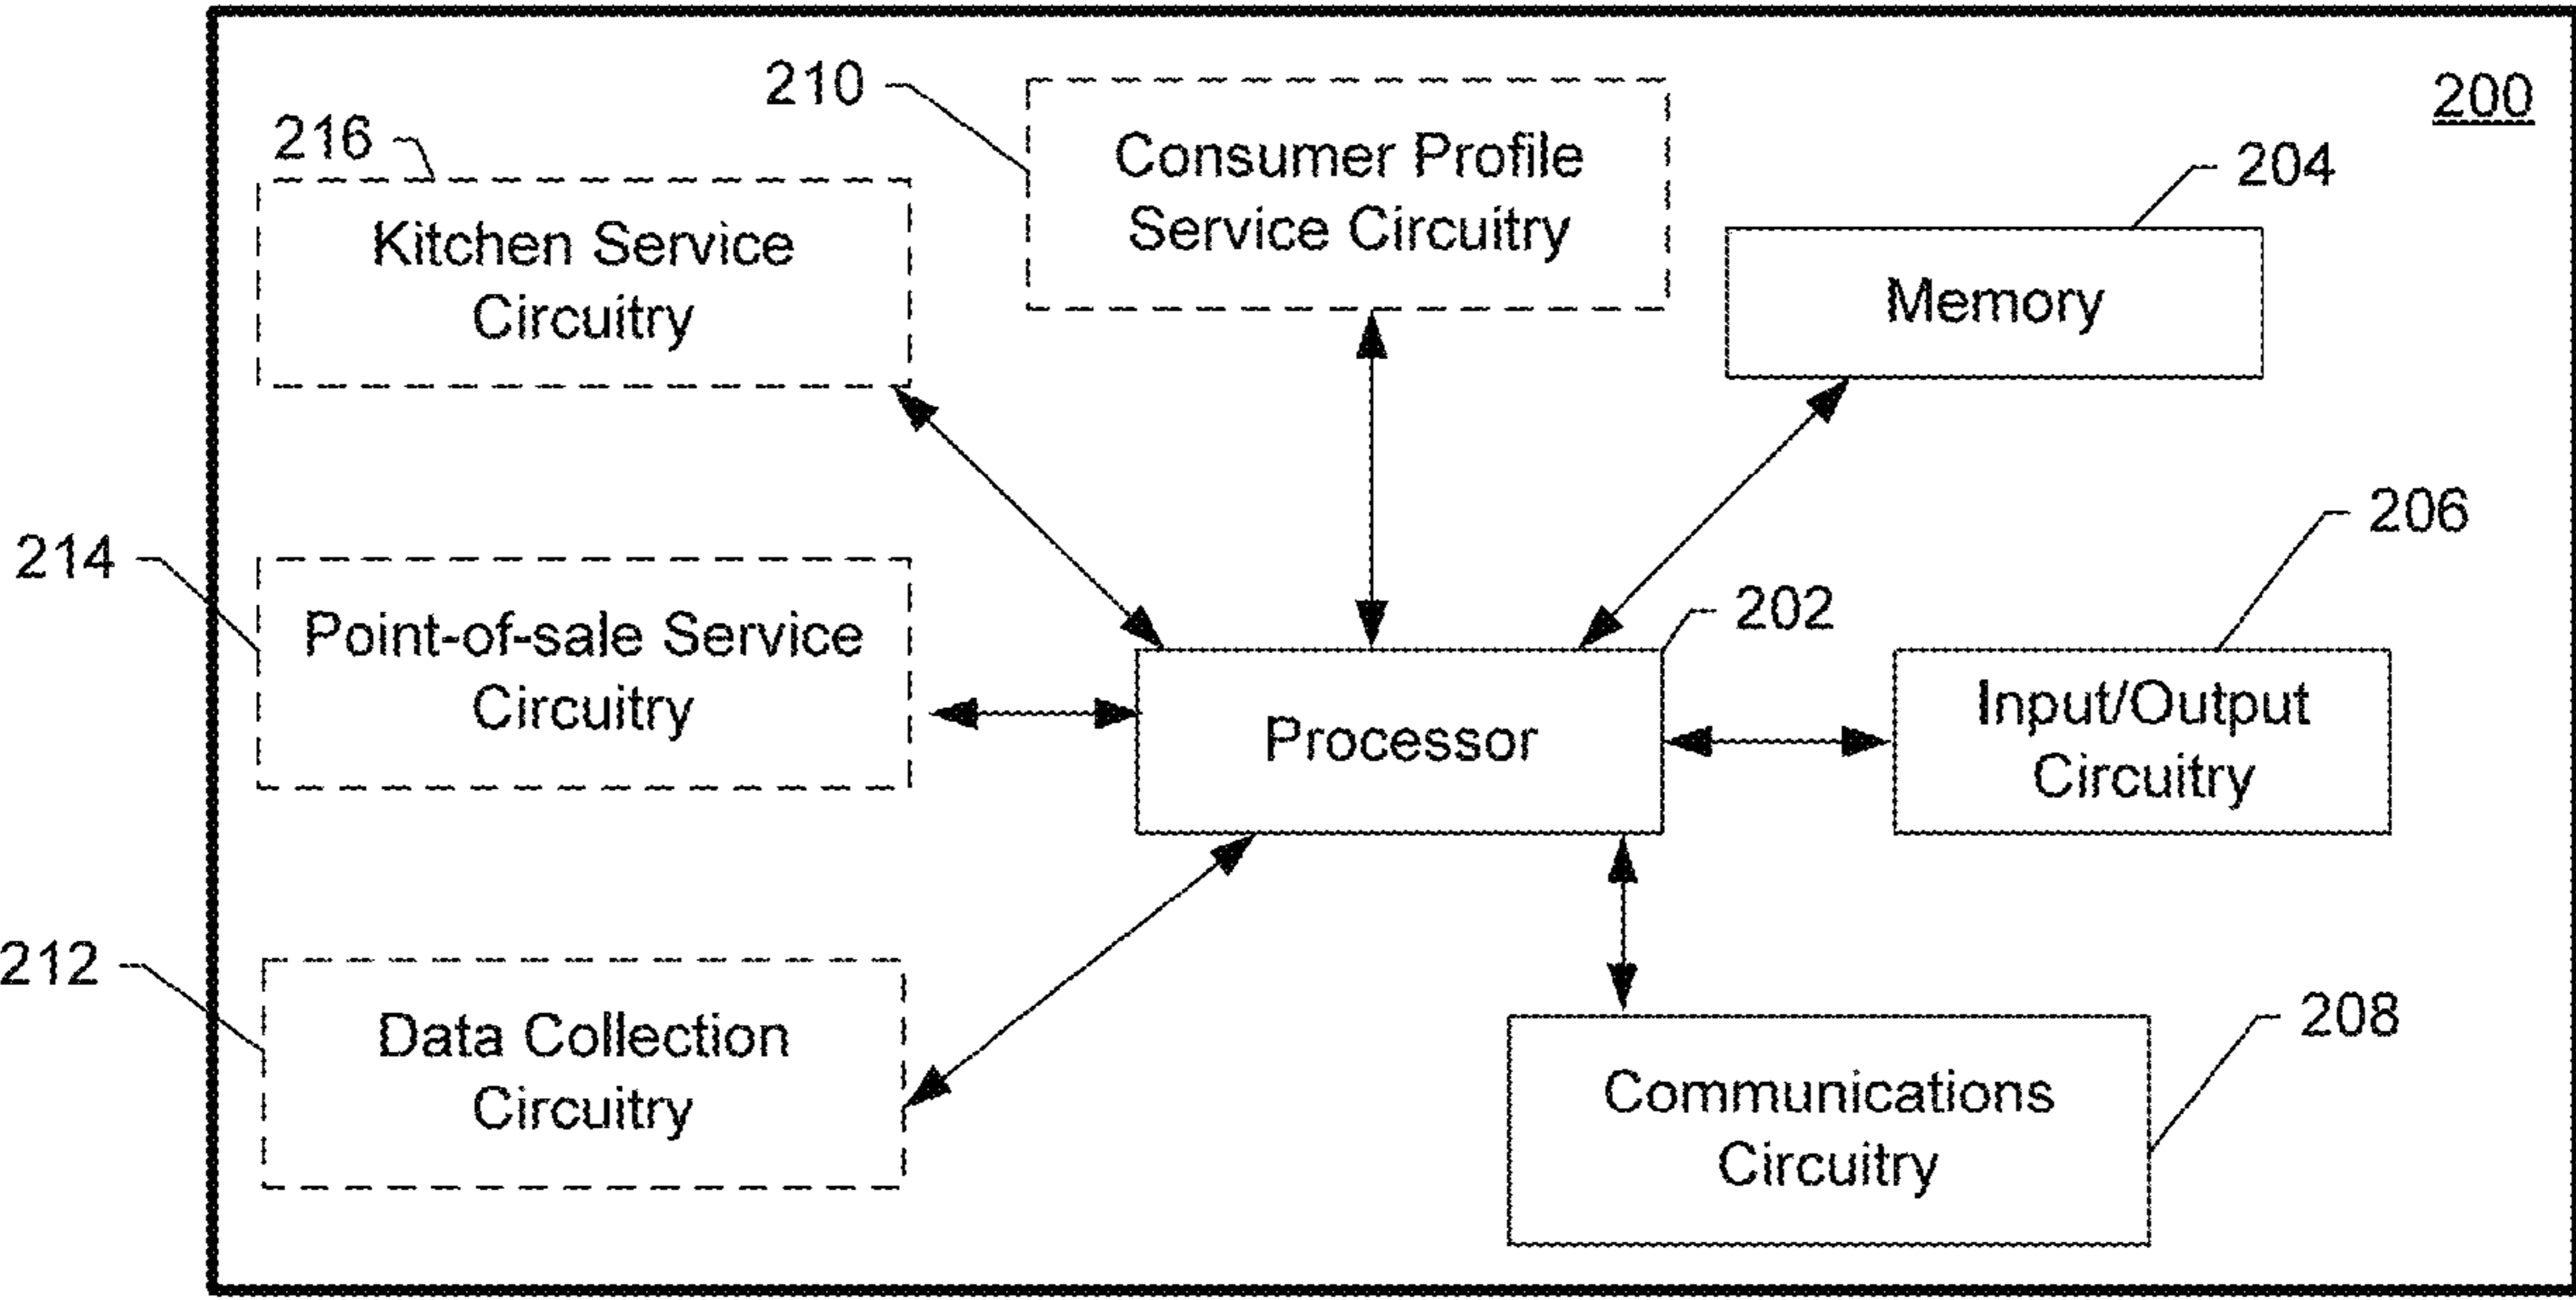 200
210
Consumer Profile
Service Circuitry
216
Kitchen Service
Circuitry
204
Memory
214
Point-of-sale Service
Circuitry
202
Processor
206
Input/Output
Circuitry
212
Data Collection
Circuitry
208
Communications
Circuitry